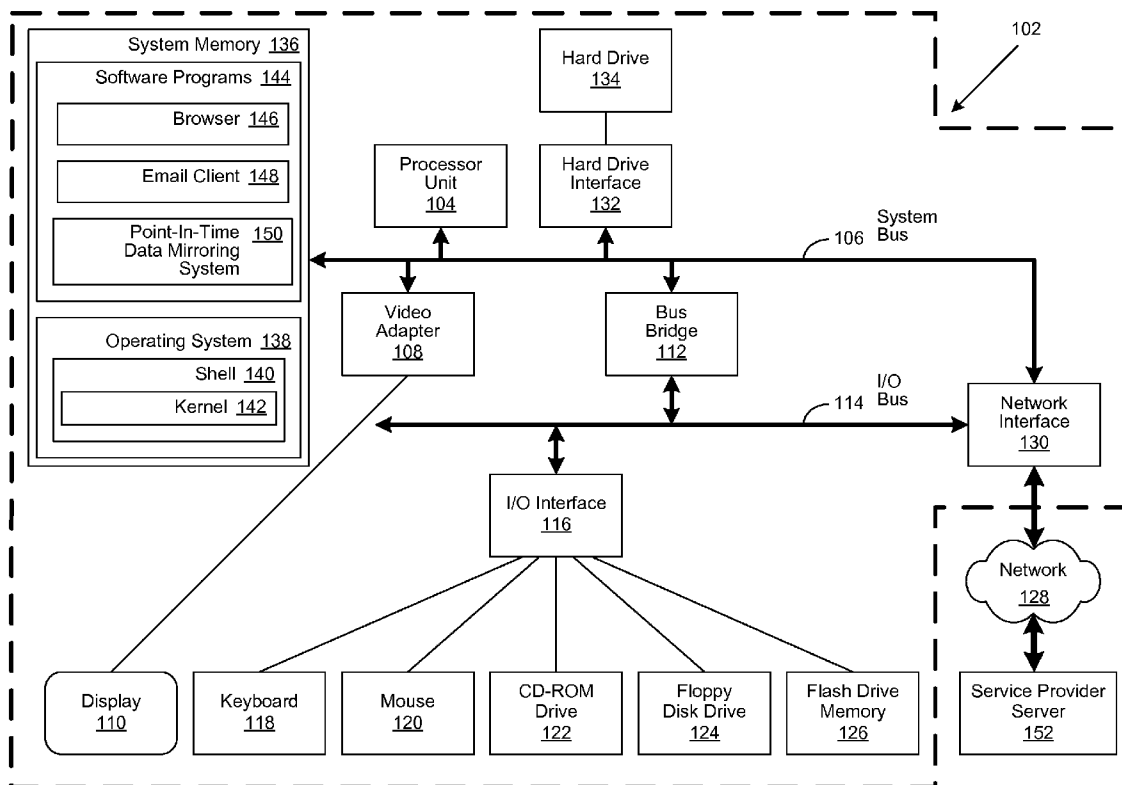 System Memory 136
Software Programs 144
Browser 146
Email Client 148
Point-In-Time
Data Mirroring 150
System
Operating System 138
Shell 140
Kernel 142
Hard Drive
134
102
Processor
Unit
104
Hard Drive
Interface
132
106
System
Bus
Video
Adapter
108
Bus
Bridge
112
114
I/O
Bus
Network
Interface
130
I/O Interface
116
Network
128
Display
110
Keyboard
118
Mouse
120
CD-ROM
Drive
122
Floppy
Disk Drive
124
Flash Drive
Memory
126
Service Provider
Server
152